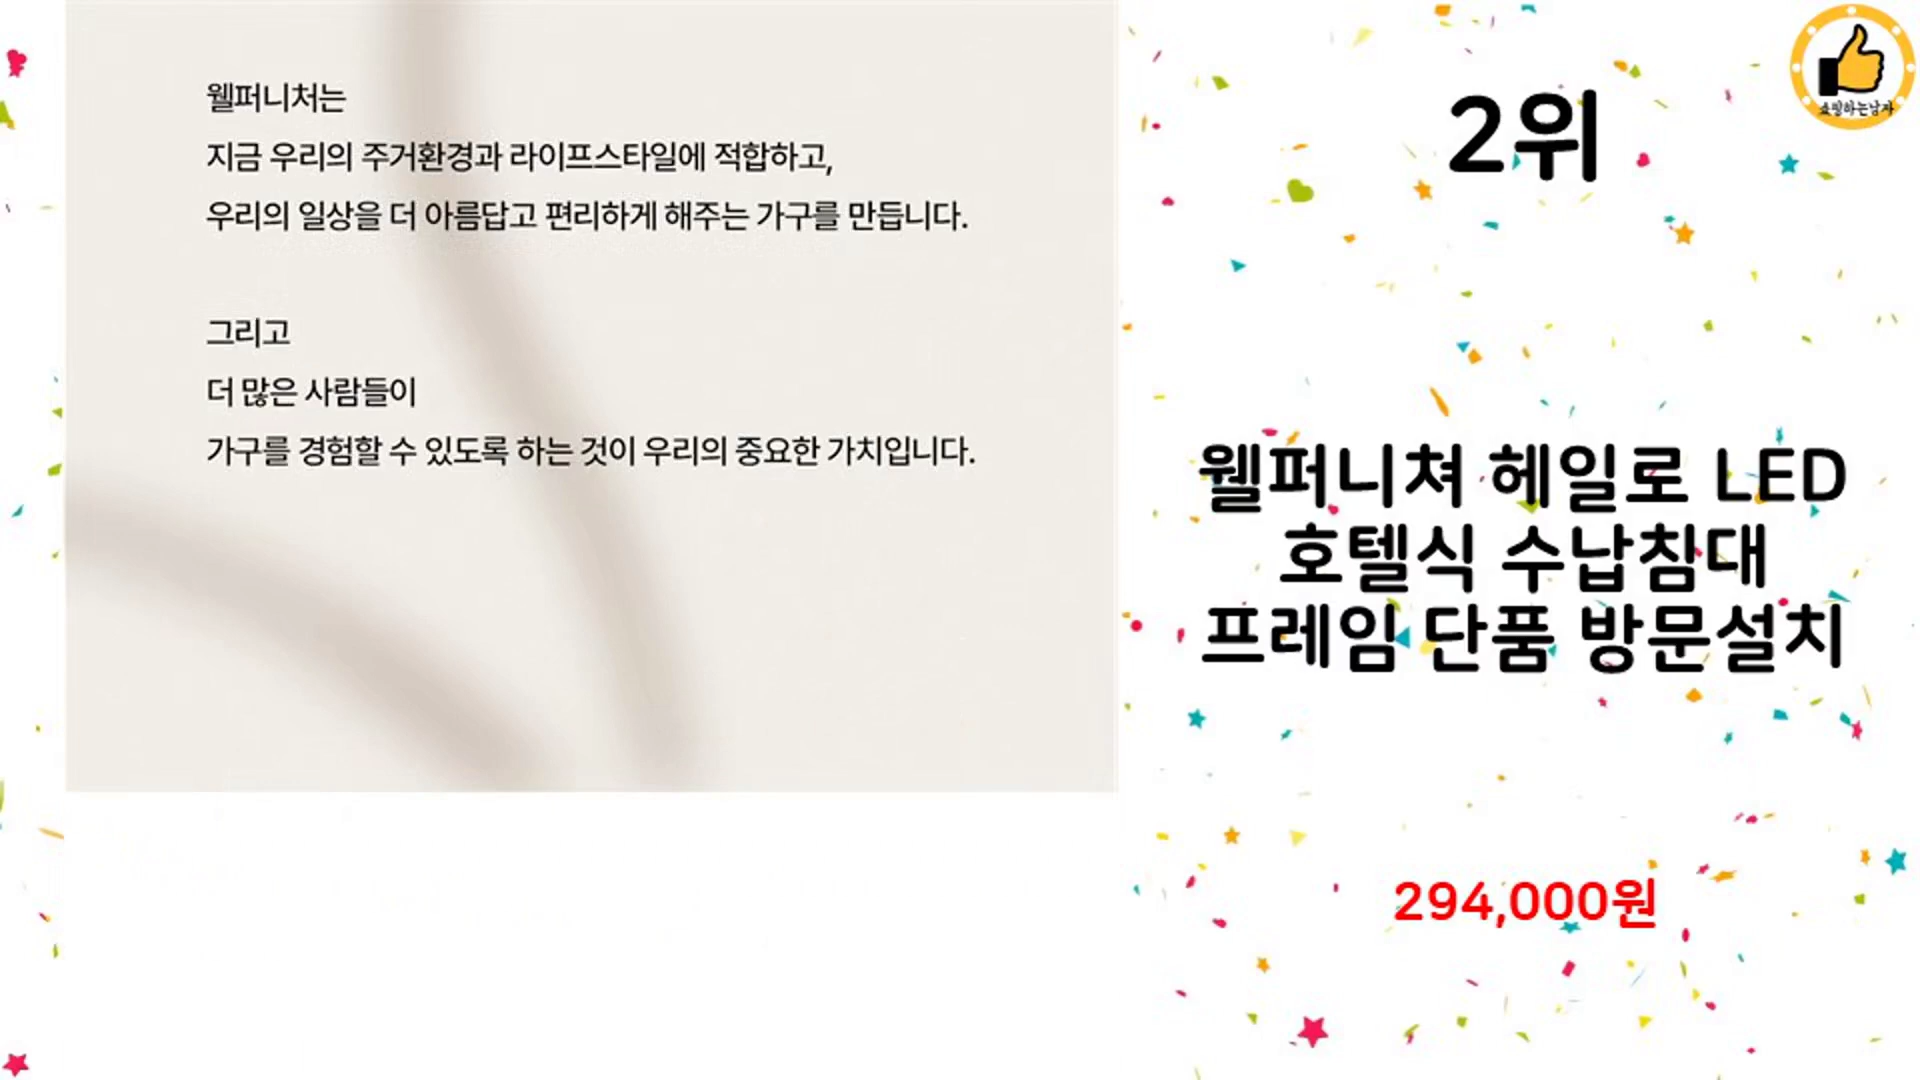 웰퍼니처는
지금 우리의 주거환경과 라이프스타일에 적합하고,
우리의 일상을 더 아름답고 편리하게 해주는 가구를 만듭니다.
그리고
더 많은 사람들이
가구를 경험할 수 있도록 하는 것이 우리의 중요한 가치입니다.
쇼핑하는남자
2위
웰퍼니쳐 헤일로 LED
호텔식 수납침대
프레임 단품 방문설치
294,000원